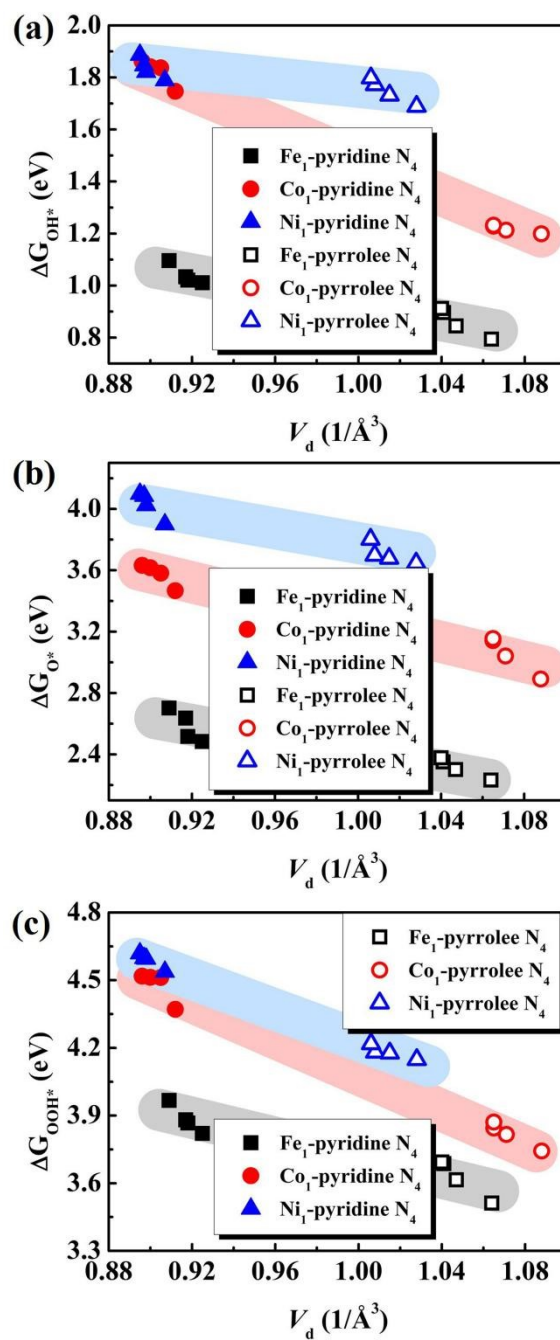 (a)
ΔG_OH* (eV)
2.0
1.8
1.6
1.4
1.2
1.0
0.8
Fe₁-pyridine N₄
Co₁-pyridine N₄
Ni₁-pyridine N₄
Fe₁-pyrrolee N₄
Co₁-pyrrolee N₄
Ni₁-pyrrolee N₄
0.88 0.92 0.96 1.00 1.04 1.08
V_d (1/Å³)
(b)
ΔG_O* (eV)
4.0
3.6
3.2
2.8
2.4
Fe₁-pyridine N₄
Co₁-pyridine N₄
Ni₁-pyridine N₄
Fe₁-pyrrolee N₄
Co₁-pyrrolee N₄
Ni₁-pyrrolee N₄
0.88 0.92 0.96 1.00 1.04 1.08
V_d (1/Å³)
(c)
ΔG_OOH* (eV)
4.8
4.5
4.2
3.9
3.6
3.3
Fe₁-pyrrolee N₄
Co₁-pyrrolee N₄
Ni₁-pyrrolee N₄
Fe₁-pyridine N₄
Co₁-pyridine N₄
Ni₁-pyridine N₄
0.88 0.92 0.96 1.00 1.04 1.08
V_d (1/Å³)